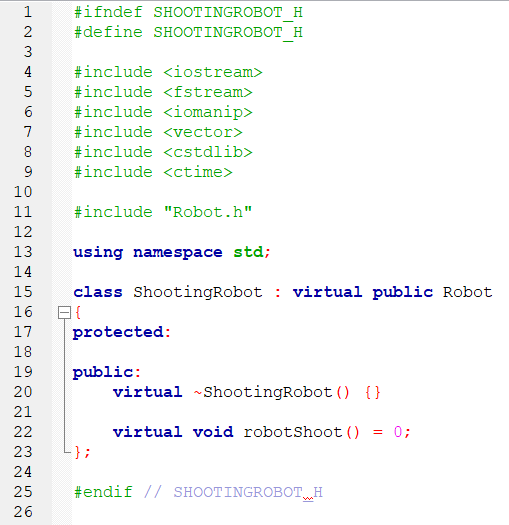 1 #ifndef SHOOTINGROBOT_H
2 #define SHOOTINGROBOT_H
3
4 #include <iostream>
5 #include <fstream>
6 #include <iomanip>
7 #include <vector>
8 #include <cstdlib>
9 #include <ctime>
10
11 #include "Robot.h"
12
13 using namespace std;
14
15 class ShootingRobot : virtual public Robot
16 {
17 protected:
18
19 public:
20     virtual ~ShootingRobot() {}
21
22     virtual void robotShoot() = 0;
23 };
24
25 #endif // SHOOTINGROBOT_H
26